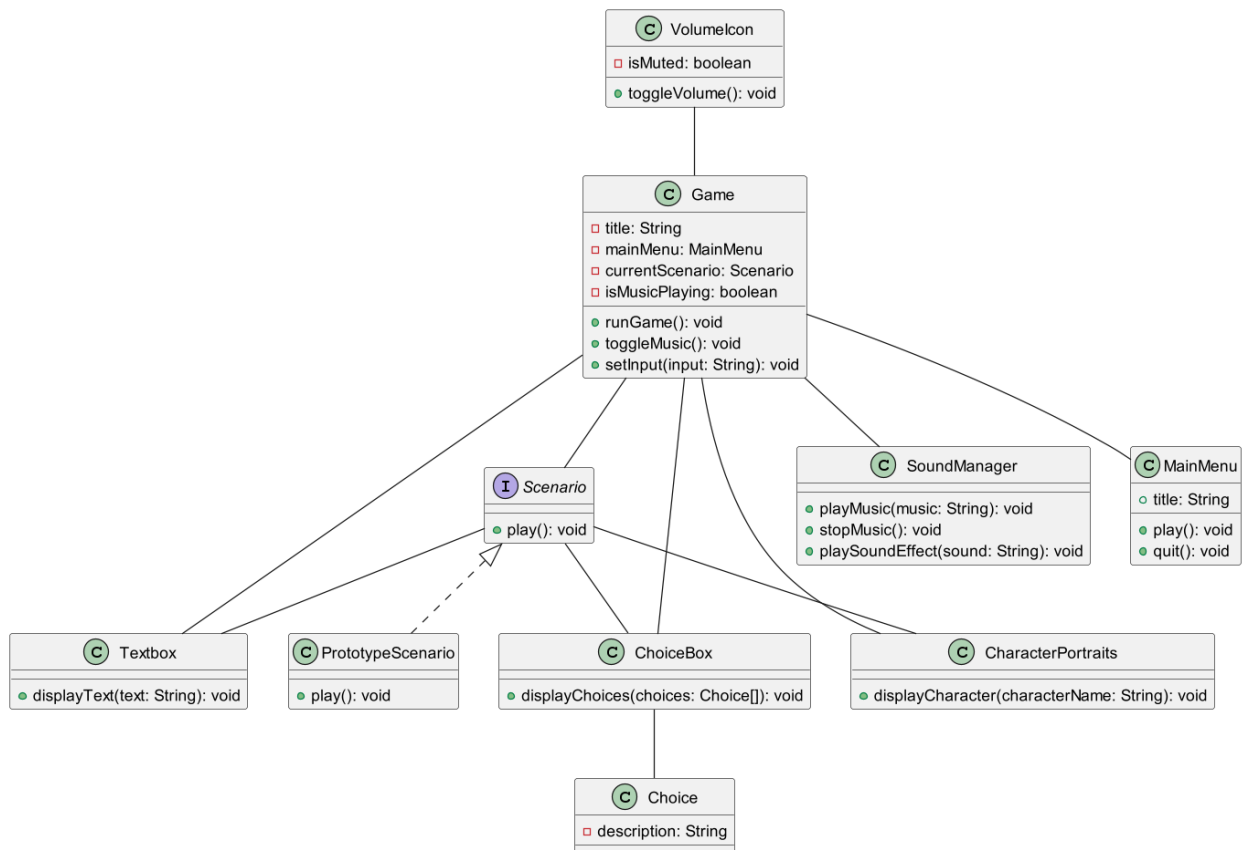 C VolumeIcon
isMuted: boolean
toggleVolume(): void
C Game
title: String
mainMenu: MainMenu
currentScenario: Scenario
isMusicPlaying: boolean
runGame(): void
toggleMusic(): void
setInput(input: String): void
I Scenario
play(): void
C SoundManager
playMusic(music: String): void
stopMusic(): void
playSoundEffect(sound: String): void
C MainMenu
title: String
play(): void
quit(): void
C Textbox
displayText(text: String): void
C PrototypeScenario
play(): void
C ChoiceBox
displayChoices(choices: Choice[]): void
C CharacterPortraits
displayCharacter(characterName: String): void
C Choice
description: String